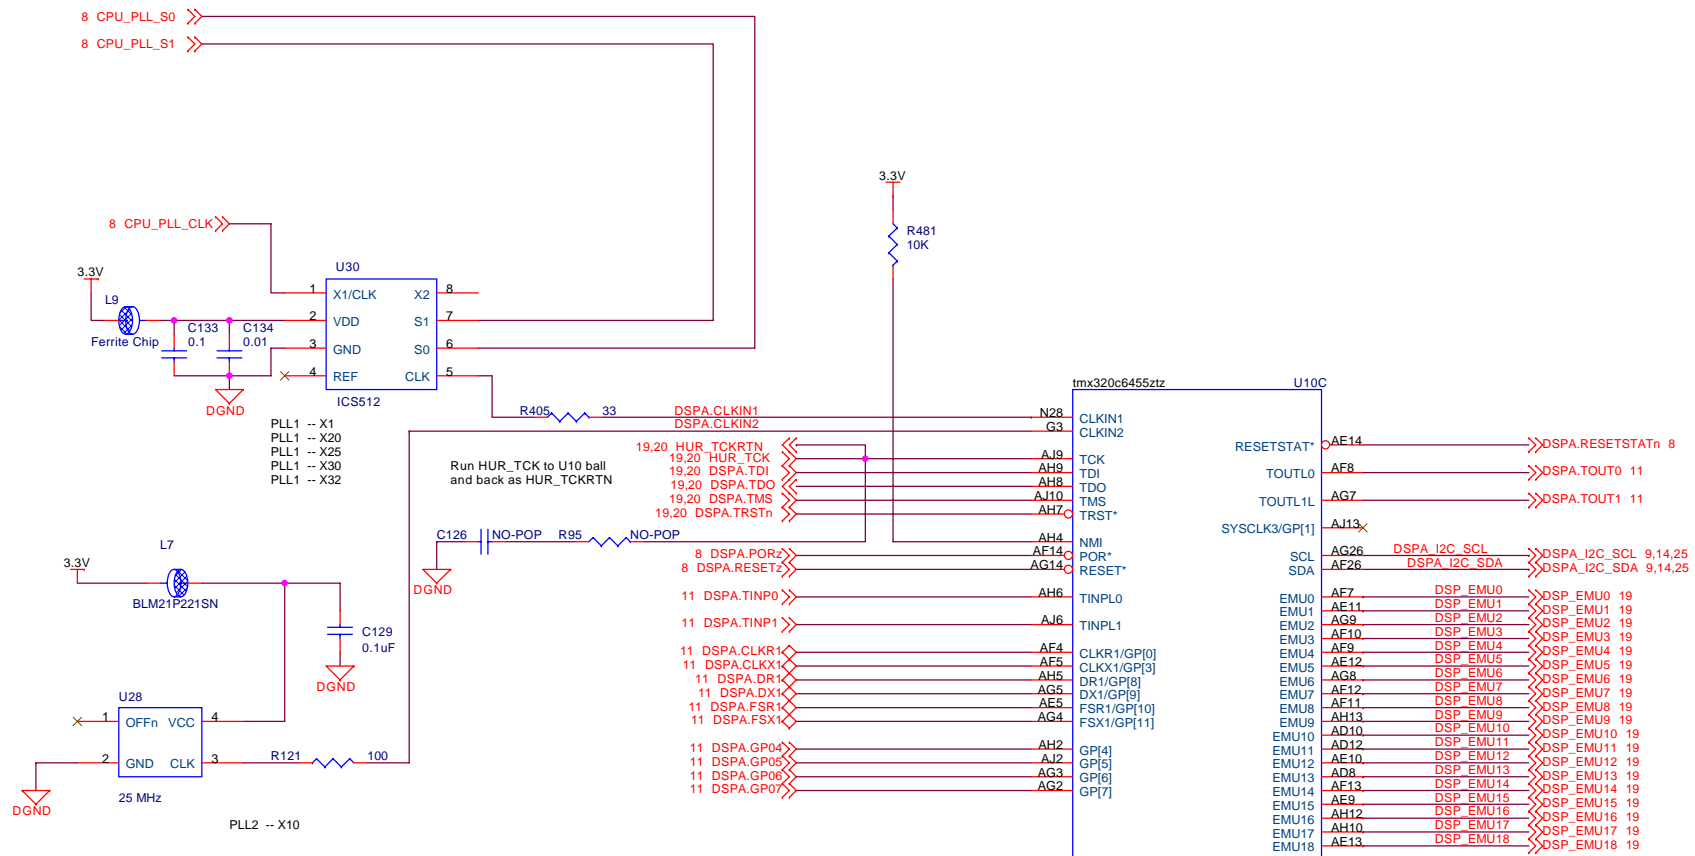 8 CPU_PLL_S0
8 CPU_PLL_S1
3.3V
R481
10K
8 CPU_PLL_CLK
3.3V
L9
Ferrite Chip
C133
0.1
C134
0.01
DGND
U30
1 X1/CLK X2 8
2 VDD S1 7
3 GND S0 6
4 REF CLK 5
ICS512
PLL1 -- X1
PLL1 -- X20
PLL1 -- X25
PLL1 -- X30
PLL1 -- X32
R405 33
DSPA.CLKIN1
DSPA.CLKIN2
19,20 HUR_TCKRTN
19,20 HUR_TCK
19,20 DSPA.TDI
19,20 DSPA.TDO
19,20 DSPA.TMS
19,20 DSPA.TRSTn
Run HUR_TCK to U10 ball
and back as HUR_TCKRTN
C126 NO-POP R95 NO-POP
DGND
8 DSPA.PORz
8 DSPA.RESETz
11 DSPA.TINP0
11 DSPA.TINP1
11 DSPA.CLKR1
11 DSPA.CLKX1
11 DSPA.DR1
11 DSPA.DX1
11 DSPA.FSR1
11 DSPA.FSX1
11 DSPA.GP04
11 DSPA.GP05
11 DSPA.GP06
11 DSPA.GP07
L7
3.3V
BLM21P221SN
C129
0.1uF
DGND
U28
1 OFFn VCC 4
2 GND CLK 3
25 MHz
DGND
R121 100
PLL2 -- X10
tmx320c6455ztz U10C
N28 CLKIN1
G3 CLKIN2
AJ9 TCK
AH9 TDI
AH8 TDO
AJ10 TMS
AH7 TRST*
AH4 NMI
AF14 POR*
AG14 RESET*
AH6 TINPL0
AJ6 TINPL1
AF4 CLKR1/GP[0]
AF5 CLKX1/GP[3]
AH5 DR1/GP[8]
AG5 DX1/GP[9]
AE5 FSR1/GP[10]
AG4 FSX1/GP[11]
AH2 GP[4]
AJ2 GP[5]
AG3 GP[6]
AG2 GP[7]
RESETSTAT* AE14 DSPA.RESETSTATn 8
TOUTL0 AF8 DSPA.TOUT0 11
TOUTL1L AG7 DSPA.TOUT1 11
SYSCLK3/GP[1] AJ13
SCL AG26 DSPA_I2C_SCL DSPA_I2C_SCL 9,14,25
SDA AF26 DSPA_I2C_SDA DSPA_I2C_SDA 9,14,25
EMU0 AF7 DSP_EMU0 DSP_EMU0 19
EMU1 AE11 DSP_EMU1 DSP_EMU1 19
EMU2 AG9 DSP_EMU2 DSP_EMU2 19
EMU3 AF10 DSP_EMU3 DSP_EMU3 19
EMU4 AF9 DSP_EMU4 DSP_EMU4 19
EMU5 AE12 DSP_EMU5 DSP_EMU5 19
EMU6 AG8 DSP_EMU6 DSP_EMU6 19
EMU7 AF12 DSP_EMU7 DSP_EMU7 19
EMU8 AF11 DSP_EMU8 DSP_EMU8 19
EMU9 AH13 DSP_EMU9 DSP_EMU9 19
EMU10 AD10 DSP_EMU10 DSP_EMU10 19
EMU11 AD12 DSP_EMU11 DSP_EMU11 19
EMU12 AE10 DSP_EMU12 DSP_EMU12 19
EMU13 AD8 DSP_EMU13 DSP_EMU13 19
EMU14 AF13 DSP_EMU14 DSP_EMU14 19
EMU15 AE9 DSP_EMU15 DSP_EMU15 19
EMU16 AH12 DSP_EMU16 DSP_EMU16 19
EMU17 AH10 DSP_EMU17 DSP_EMU17 19
EMU18 AE13 DSP_EMU18 DSP_EMU18 19